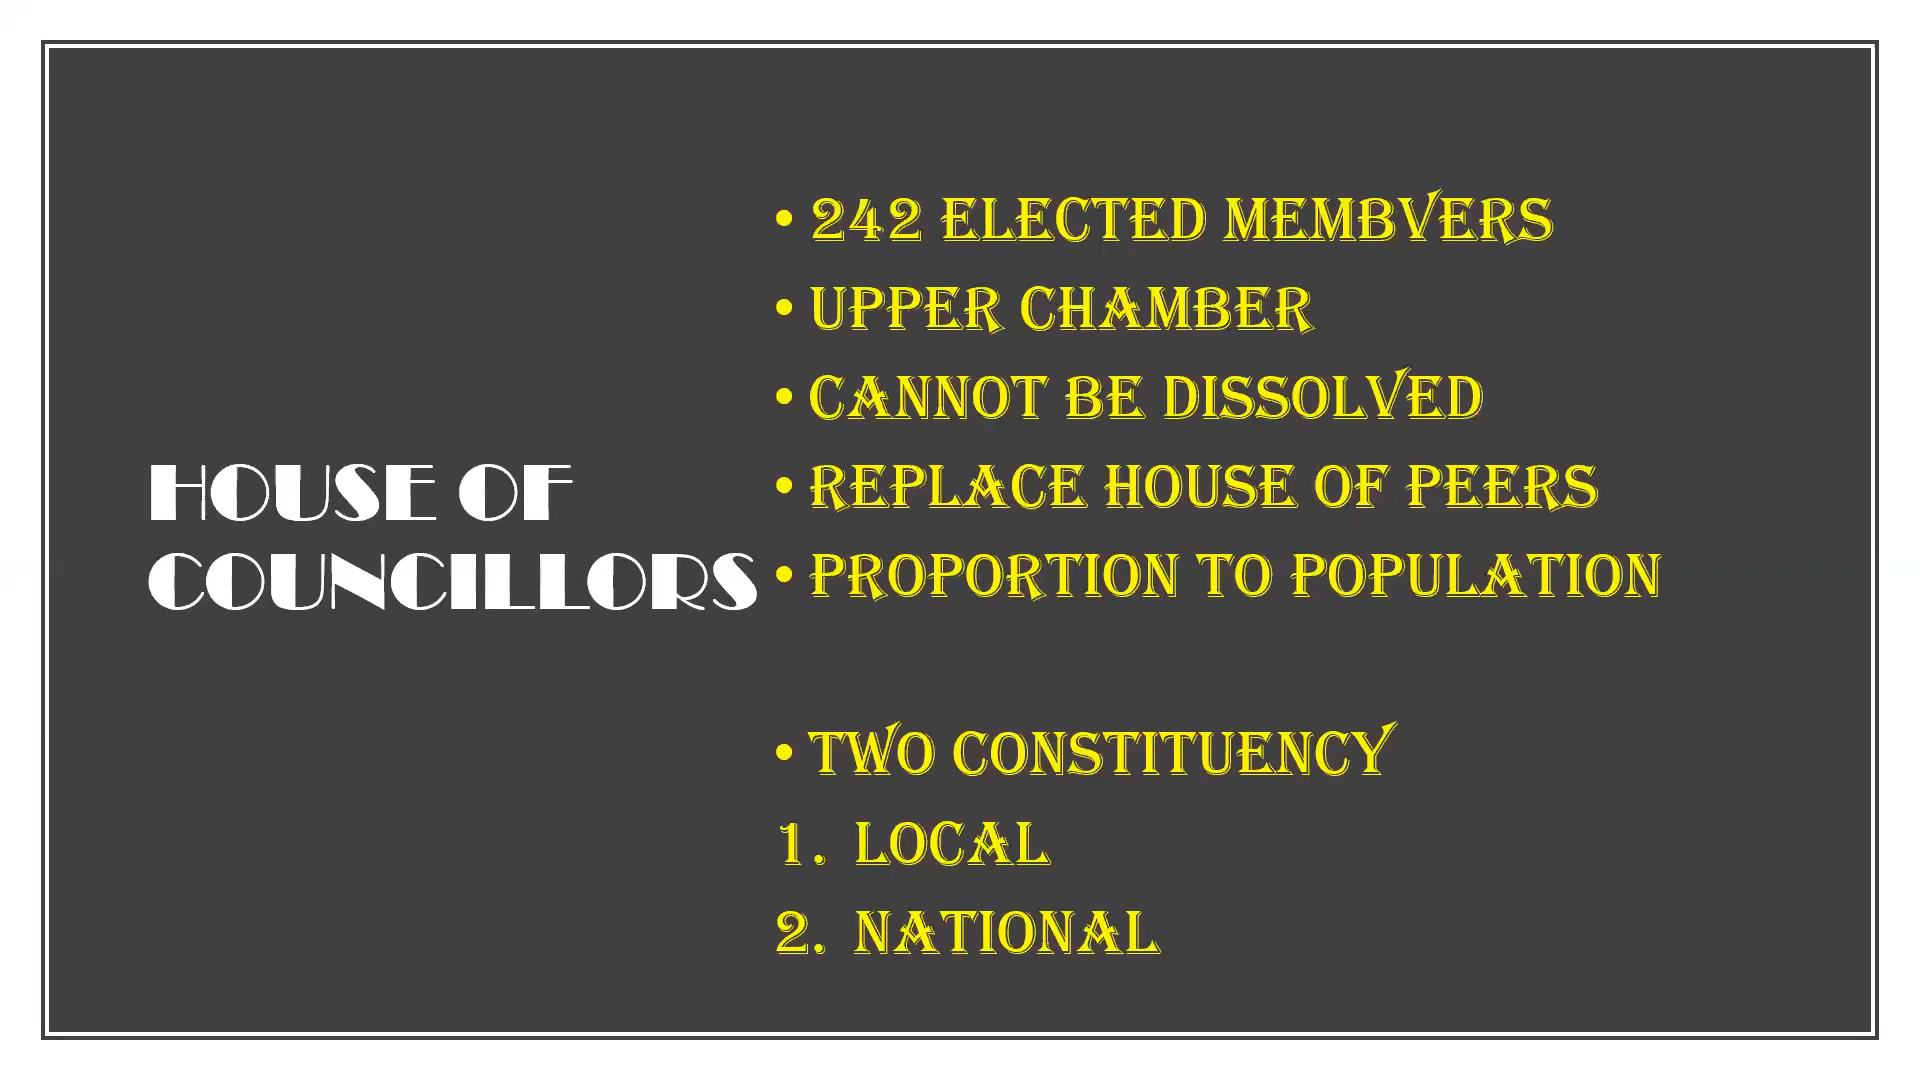 HOUSE OF
COUNCILLORS
• 242 ELECTED MEMBVERS
• UPPER CHAMBER
• CANNOT BE DISSOLVED
• REPLACE HOUSE OF PEERS
• PROPORTION TO POPULATION
• TWO CONSTITUENCY
1. LOCAL
2. NATIONAL